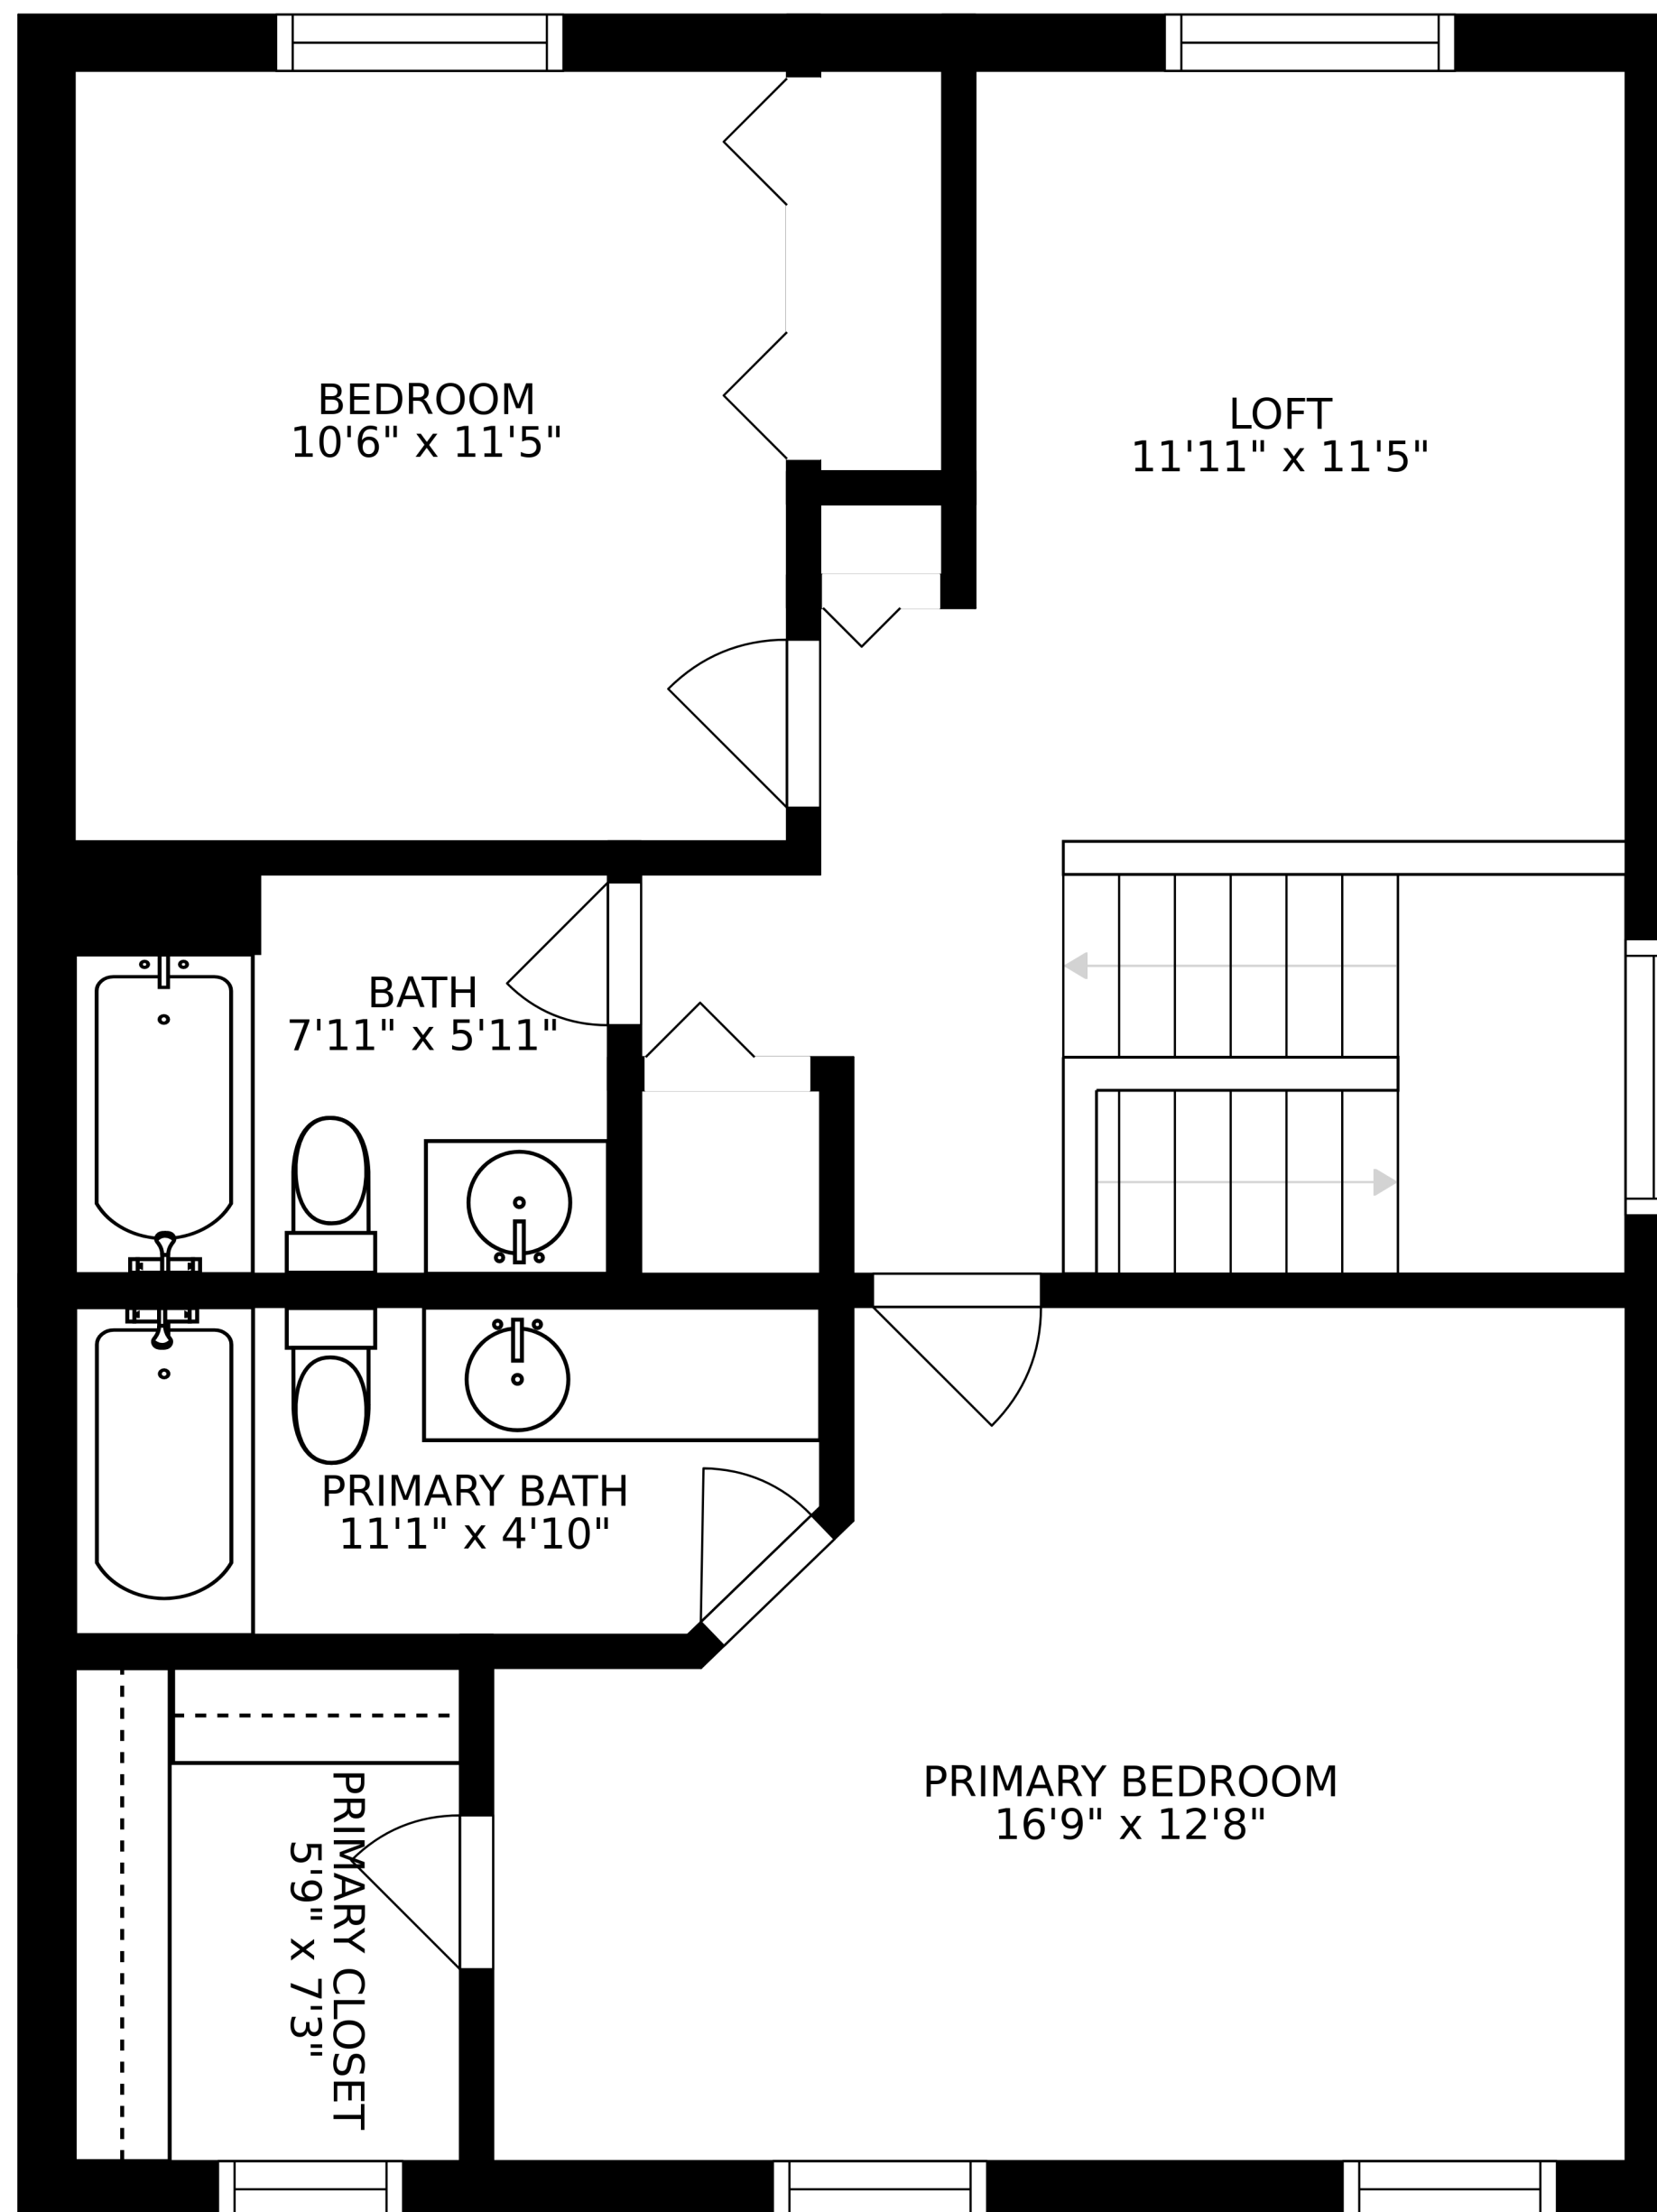 BEDROOM
10'6" x 11'5"
LOFT
11'11" x 11'5"
BATH
7'11" x 5'11"
PRIMARY BATH
11'1" x 4'10"
PRIMARY BEDROOM
16'9" x 12'8"
PRIMARY CLOSET
5'9" x 7'3"